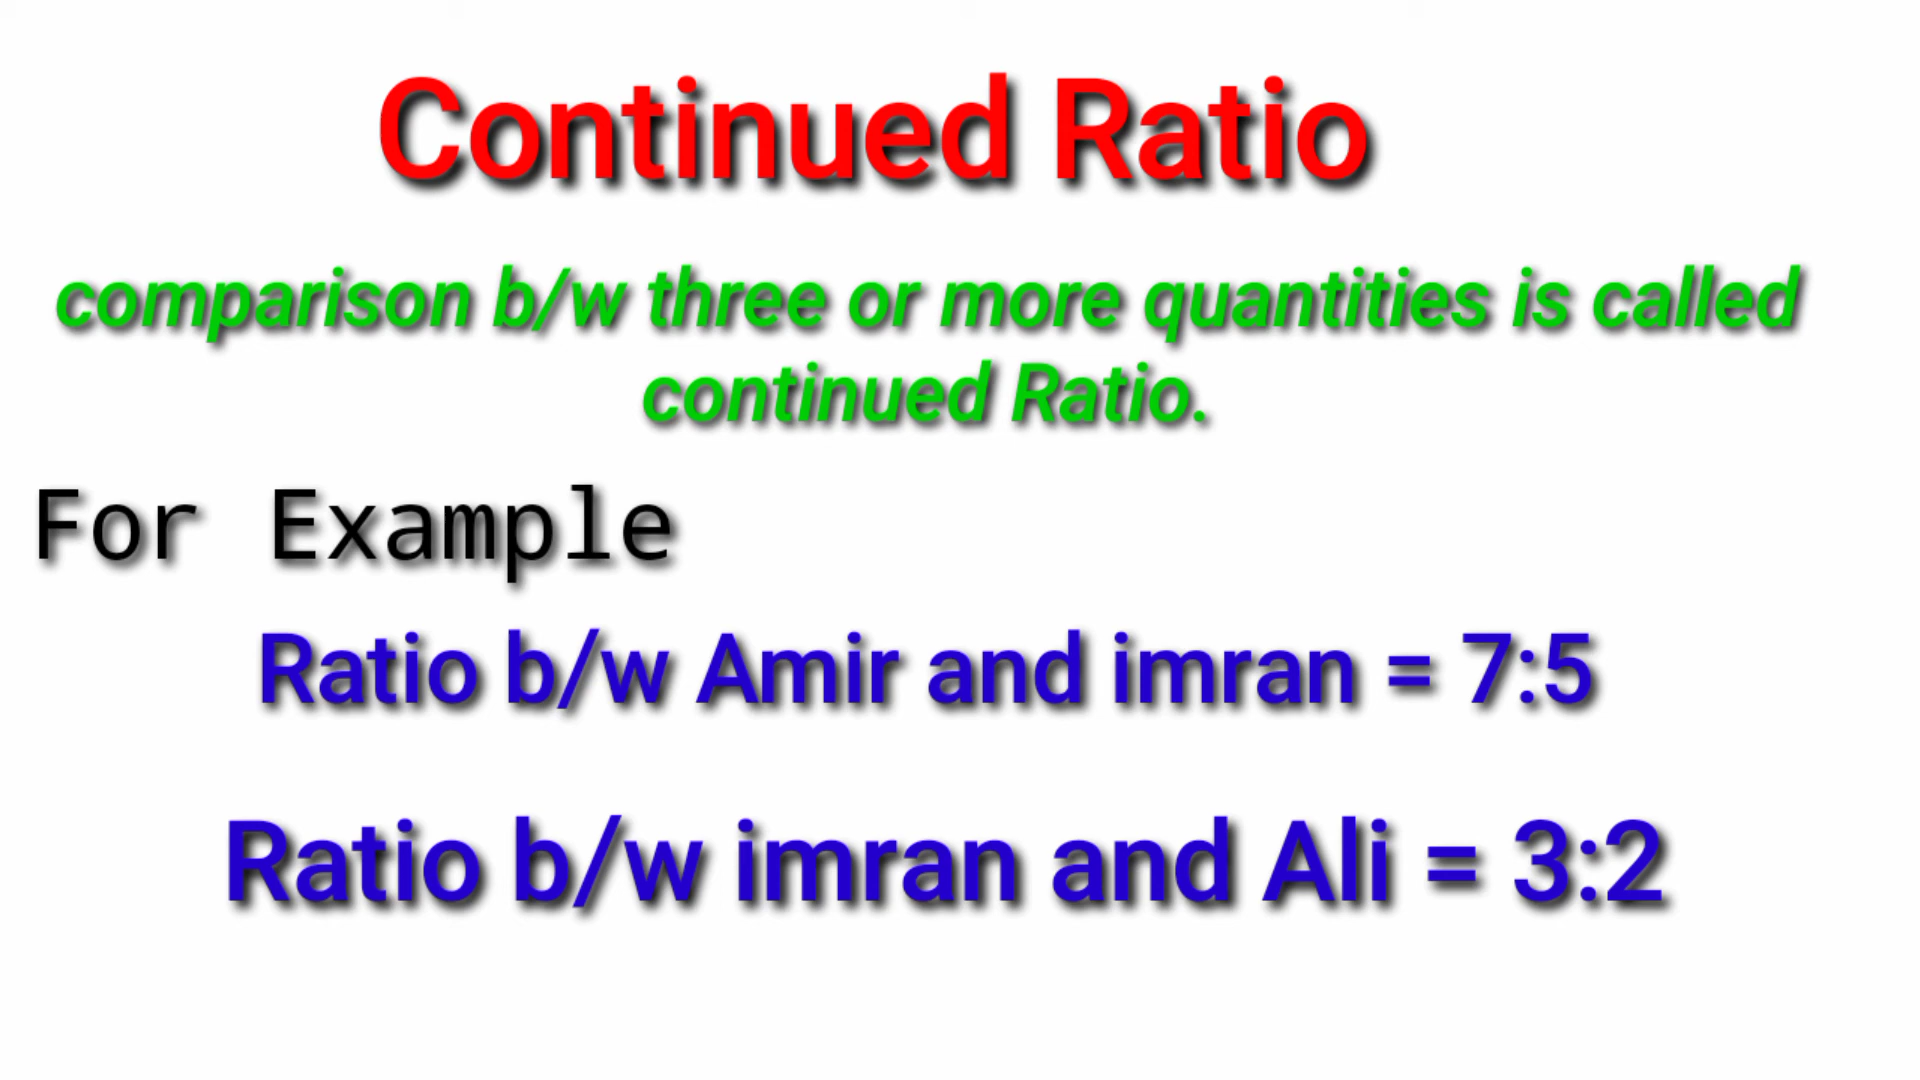 Continued Ratio
comparison b/w three or more quantities is called
continued Ratio.
For Example
Ratio b/w Amir and imran = 7:5
Ratio b/w imran and Ali = 3:2